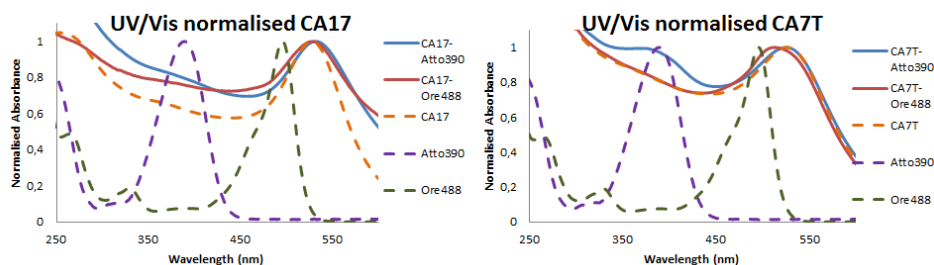 UV/Vis normalised CA17
Normalised Absorbance
1
0,8
0,6
0,4
0,2
0
250
350
450
550
Wavelength (nm)
CA17-
Atto390
CA17-
Ore488
CA17
Atto390
Ore488
UV/Vis normalised CA7T
Normalised Absorbance
1
0,8
0,6
0,4
0,2
0
250
350
450
550
Wavelength (nm)
CA7T-
Atto390
CA7T-
Ore488
CA7T
Atto390
Ore488